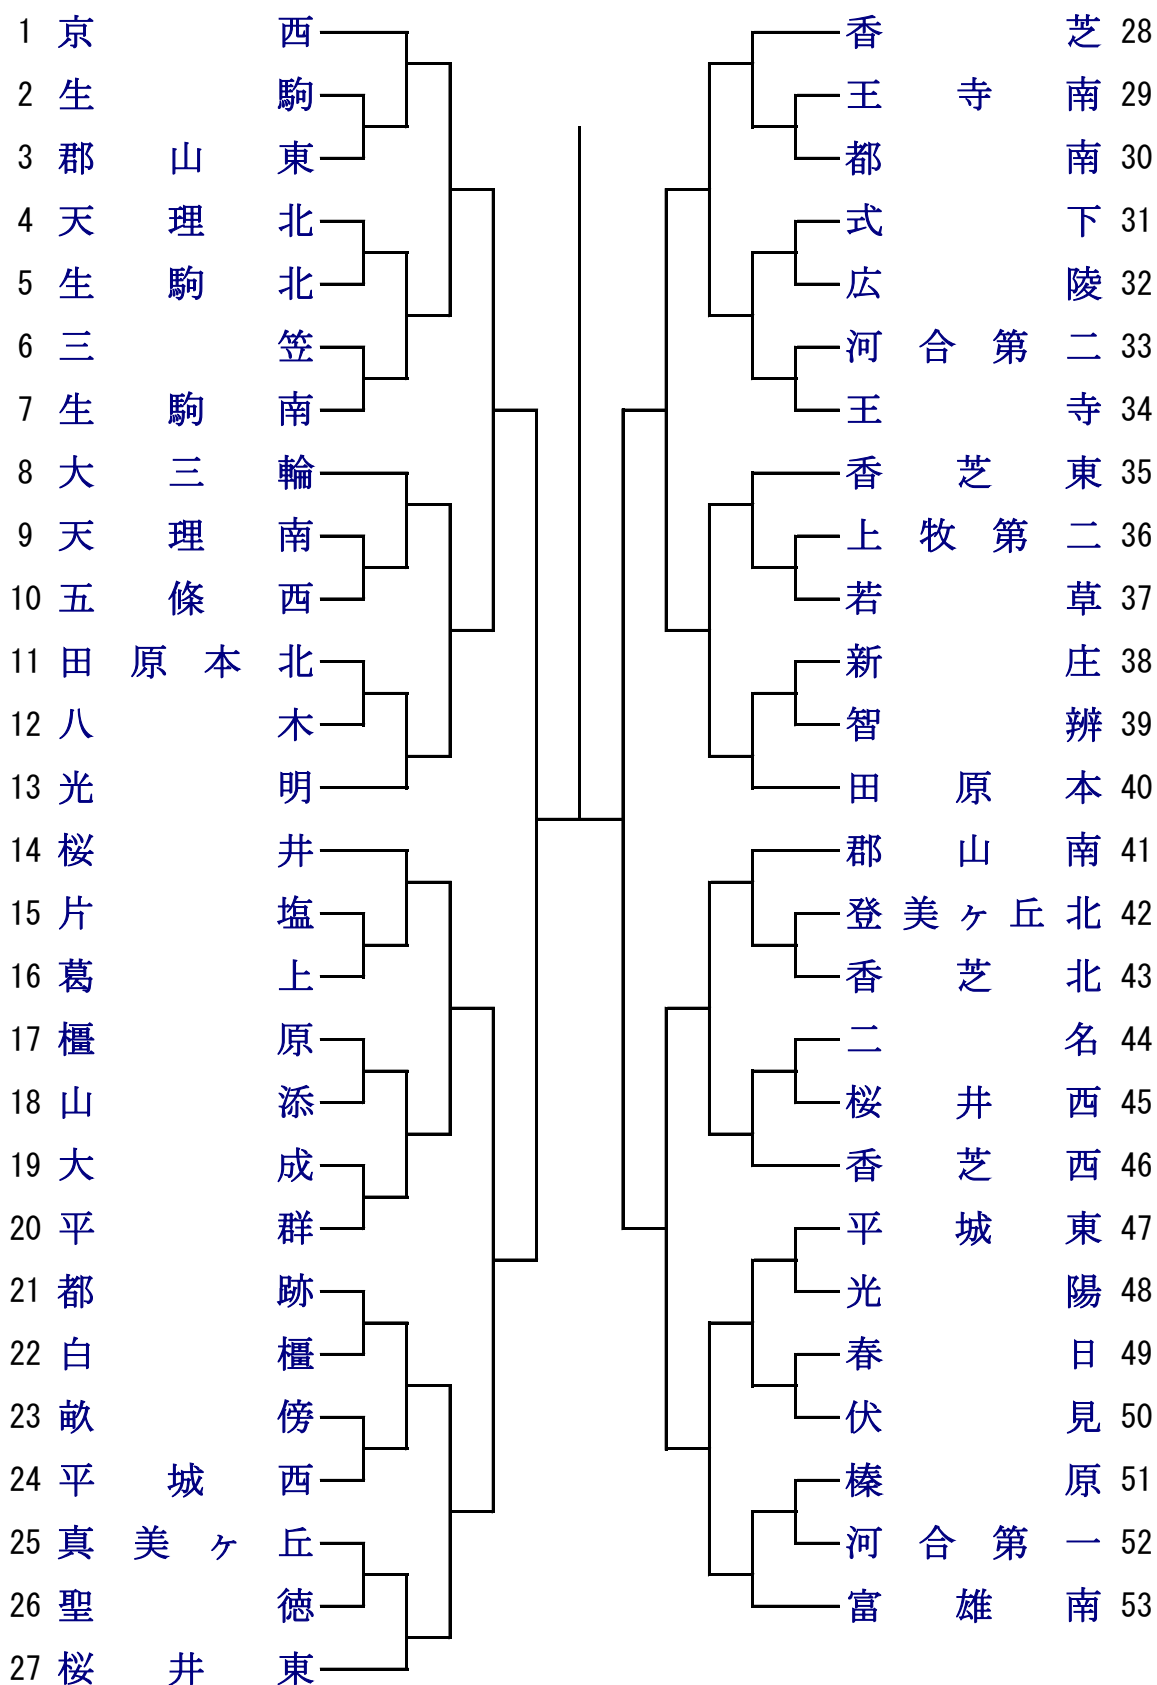 1 京西
2 生駒
3 郡山東
4 天理北
5 生駒北
6 三笠
7 生駒南
8 大三輪
9 天理南
10 五條西
11 田原本北
12 八木
13 光明
14 桜井
15 片塩
16 葛上
17 橿原
18 山添
19 大成
20 平群
21 都跡
22 白橿
23 畝傍
24 平城西
25 真美ヶ丘
26 聖徳
27 桜井東
香芝 28
王寺南 29
都南 30
式下 31
広陵 32
河合第二 33
王寺 34
香芝東 35
上牧第二 36
若草 37
新庄 38
智辨 39
田原本 40
郡山南 41
登美ヶ丘北 42
香芝北 43
二名 44
桜井西 45
香芝西 46
平城東 47
光陽 48
春日 49
伏見 50
榛原 51
河合第一 52
富雄南 53